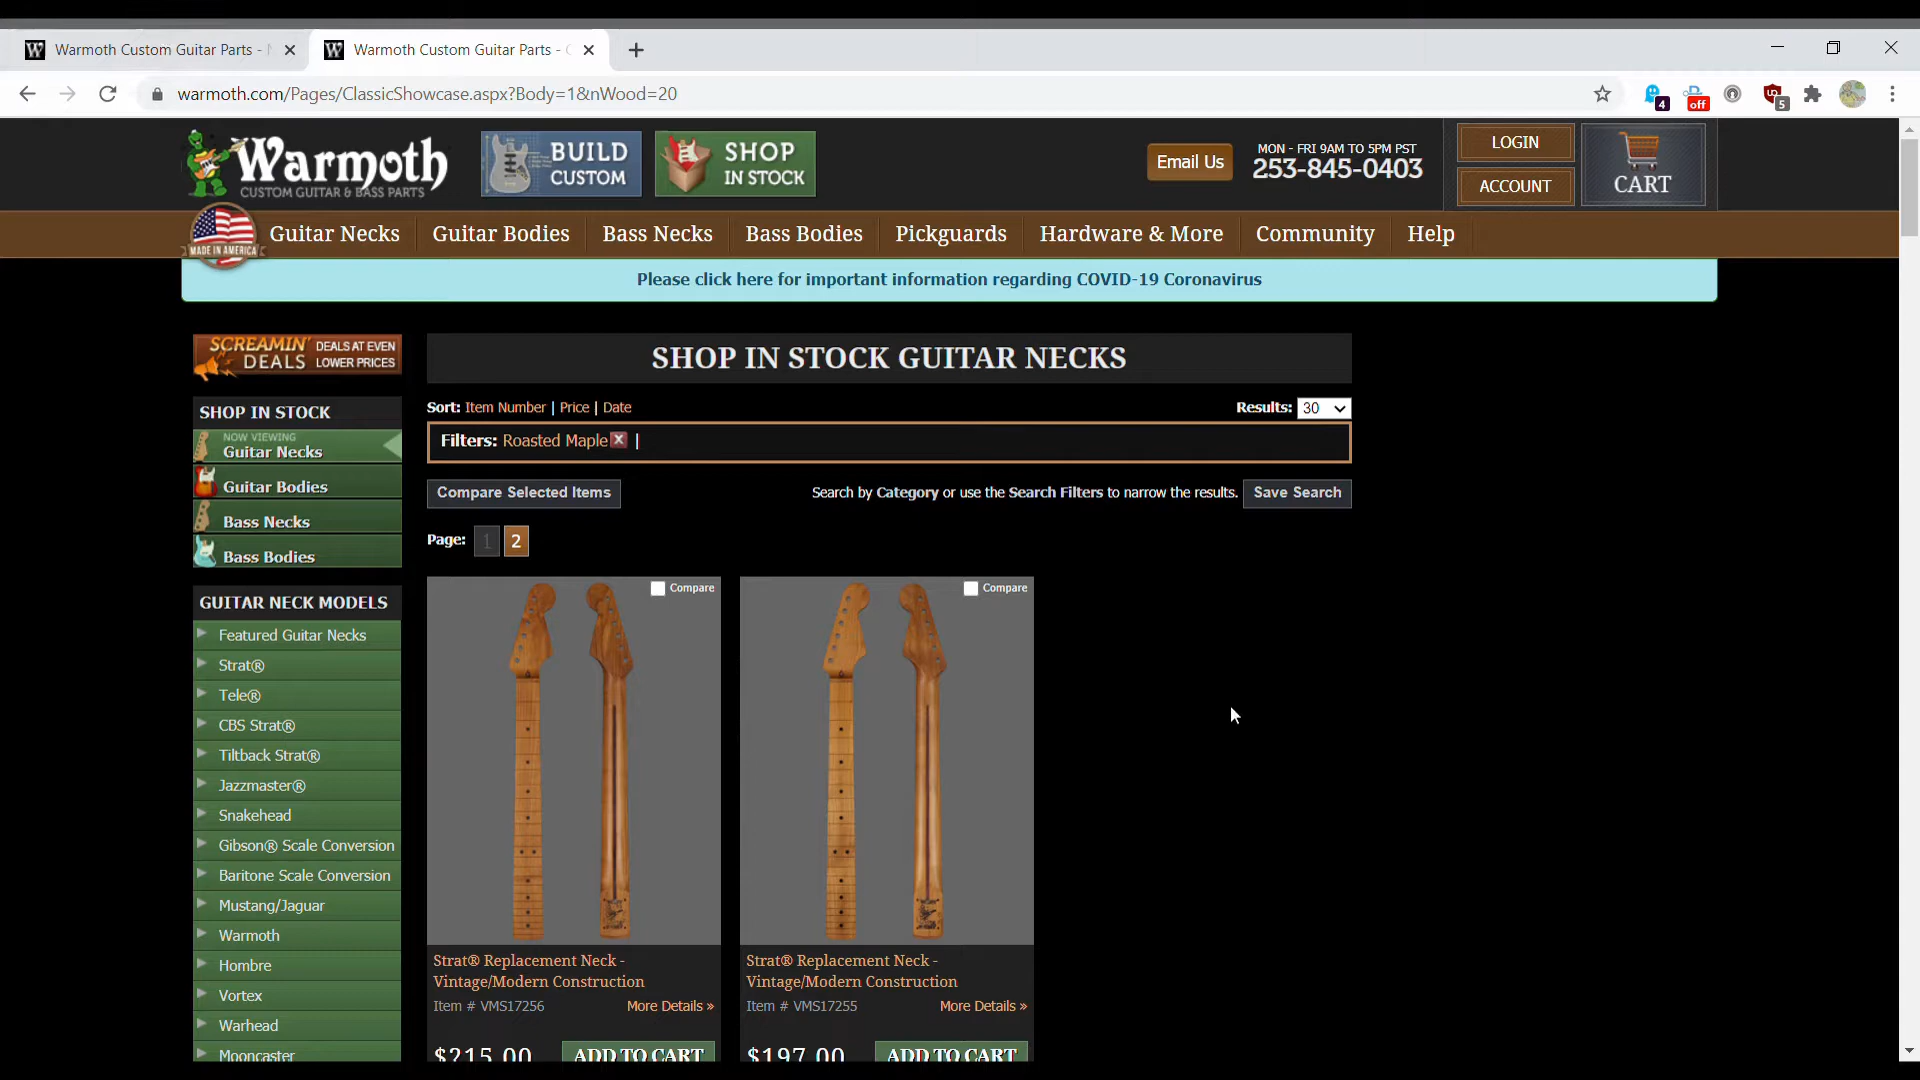 Warmoth Custom Guitar Parts -
Warmoth Custom Guitar Parts -
warmoth.com/Pages/ClassicShowcase.aspx?Body=1&nWood=20
4
off
5
Warmoth
CUSTOM GUITAR & BASS PARTS
BUILD
CUSTOM
SHOP
IN STOCK
Email Us
MON - FRI 9AM TO 5PM PST
253-845-0403
LOGIN
ACCOUNT
CART
MADE IN AMERICA
Guitar Necks
Guitar Bodies
Bass Necks
Bass Bodies
Pickguards
Hardware & More
Community
Help
Please click here for important information regarding COVID-19 Coronavirus
SCREAMIN'
DEALS
DEALS AT EVEN
LOWER PRICES
SHOP IN STOCK
NOW VIEWING
Guitar Necks
Guitar Bodies
Bass Necks
Bass Bodies
GUITAR NECK MODELS
Featured Guitar Necks
Strat®
Tele®
CBS Strat®
Tiltback Strat®
Jazzmaster®
Snakehead
Gibson® Scale Conversion
Baritone Scale Conversion
Mustang/Jaguar
Warmoth
Hombre
Vortex
Warhead
Mooncaster
SHOP IN STOCK GUITAR NECKS
Sort: Item Number | Price | Date
Results: 30
Filters: Roasted Maple X |
Compare Selected Items
Search by Category or use the Search Filters to narrow the results.
Save Search
Page: 1 2
Compare
Strat® Replacement Neck -
Vintage/Modern Construction
Item # VMS17256
More Details »
$215.00
ADD TO CART
Compare
Strat® Replacement Neck -
Vintage/Modern Construction
Item # VMS17255
More Details »
$197.00
ADD TO CART